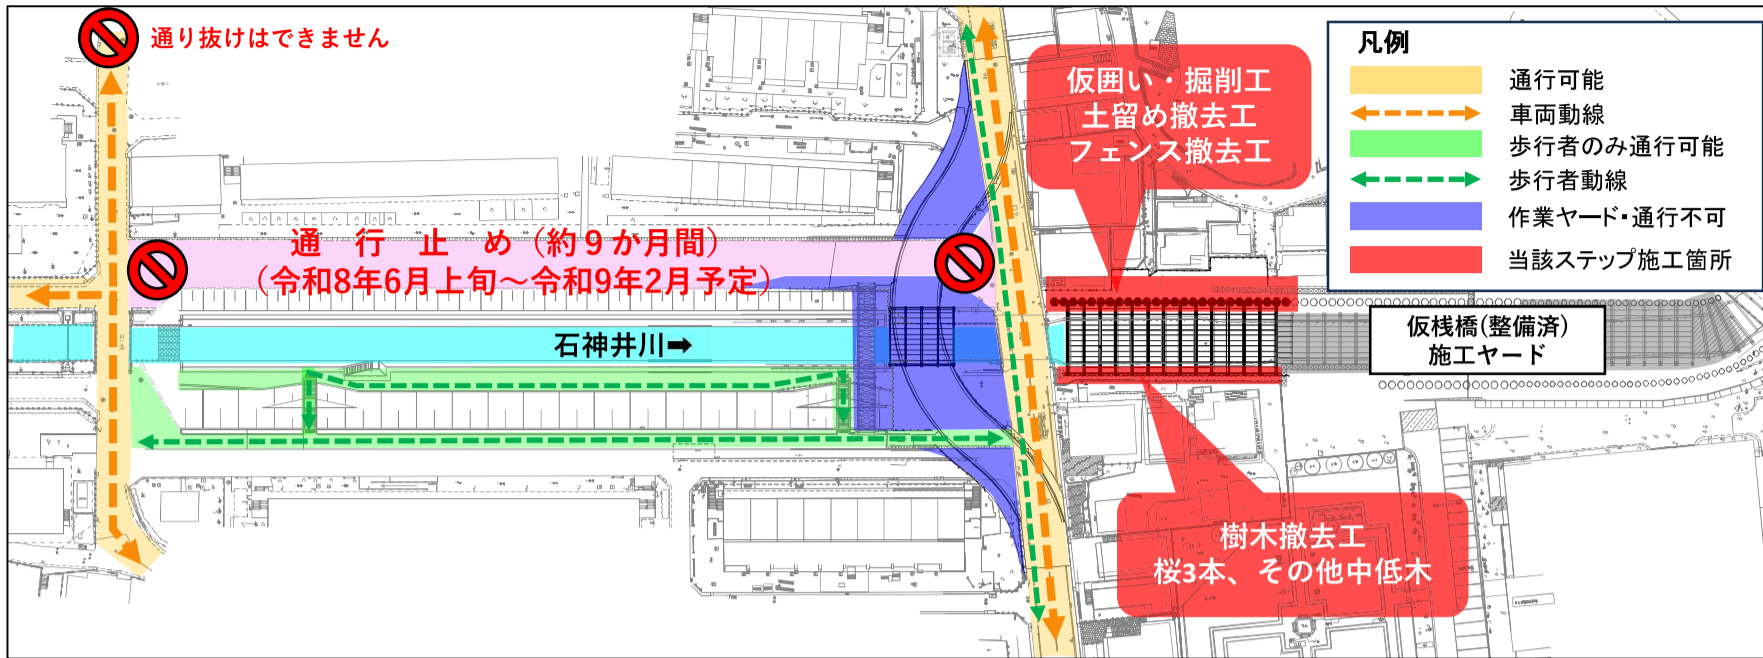 通り抜けはできません
凡例
通行可能
車両動線
歩行者のみ通行可能
歩行者動線
作業ヤード・通行不可
当該ステップ施工箇所
仮囲い・掘削工
土留め撤去工
フェンス撤去工
通行止め（約９か月間）
（令和8年6月上旬～令和9年2月予定）
石神井川➡
仮桟橋(整備済)
施工ヤード
樹木撤去工
桜3本、その他中低木